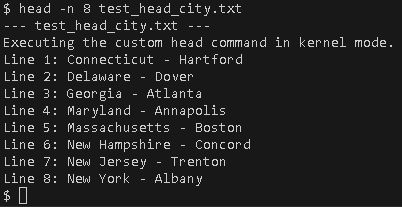 $ head -n 8 test_head_city.txt
--- test_head_city.txt ---
Executing the custom head command in kernel mode.
Line 1: Connecticut - Hartford
Line 2: Delaware - Dover
Line 3: Georgia - Atlanta
Line 4: Maryland - Annapolis
Line 5: Massachusetts - Boston
Line 6: New Hampshire - Concord
Line 7: New Jersey - Trenton
Line 8: New York - Albany
$